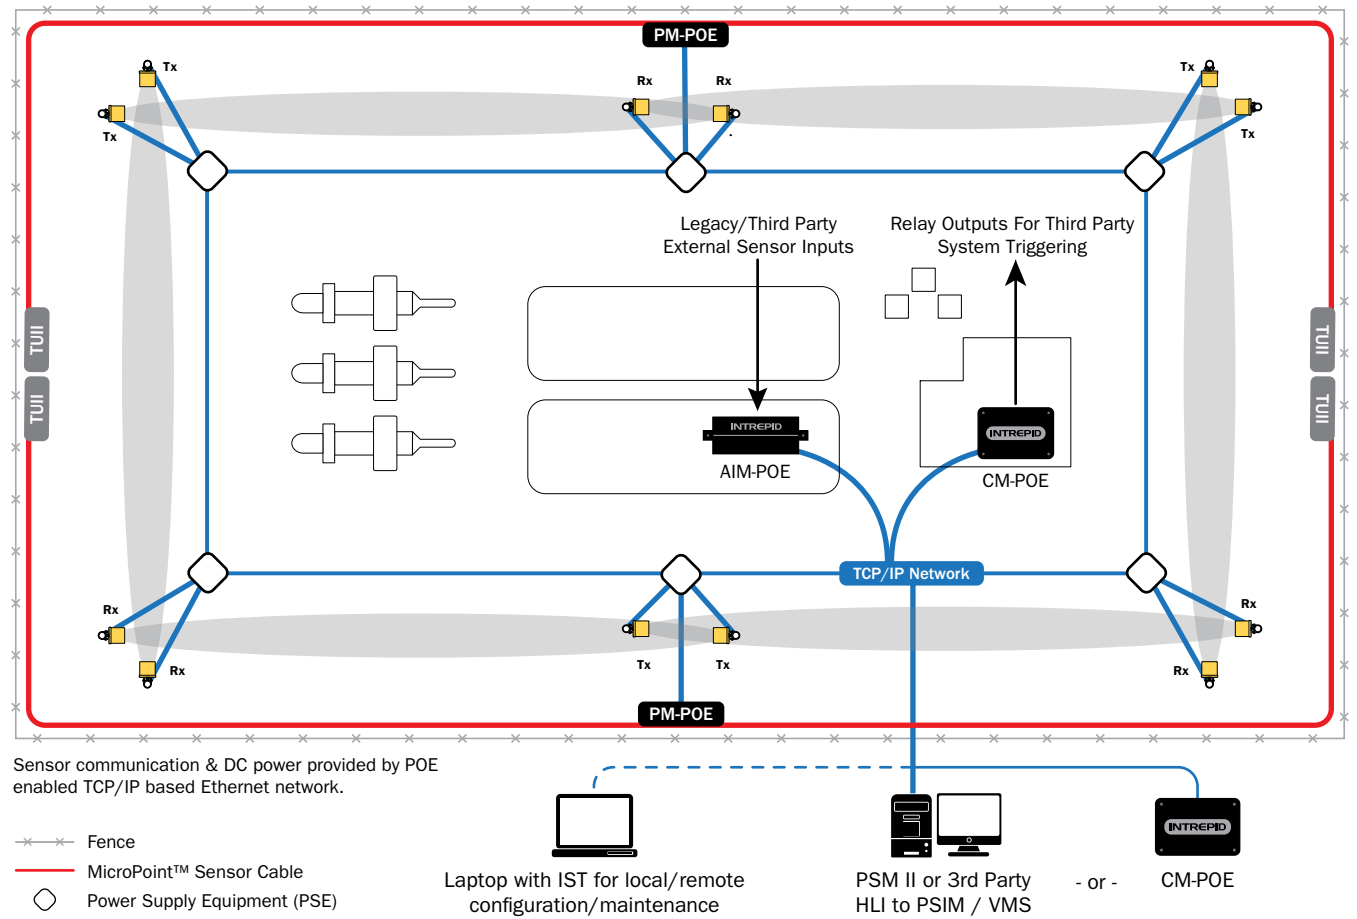 PM-POE
Tx
Rx
Rx
Tx
Tx
Tx
Legacy/Third Party
External Sensor Inputs
Relay Outputs For Third Party
System Triggering
TUII
TUII
TUII
TUII
INTREPID
INTREPID
AIM-POE
CM-POE
TCP/IP Network
Rx
Rx
Tx
Tx
Rx
Rx
PM-POE
Sensor communication & DC power provided by POE
enabled TCP/IP based Ethernet network.
Fence
MicroPoint™ Sensor Cable
Power Supply Equipment (PSE)
INTREPID
Laptop with IST for local/remote
configuration/maintenance
PSM II or 3rd Party
HLI to PSIM / VMS
- or -
CM-POE